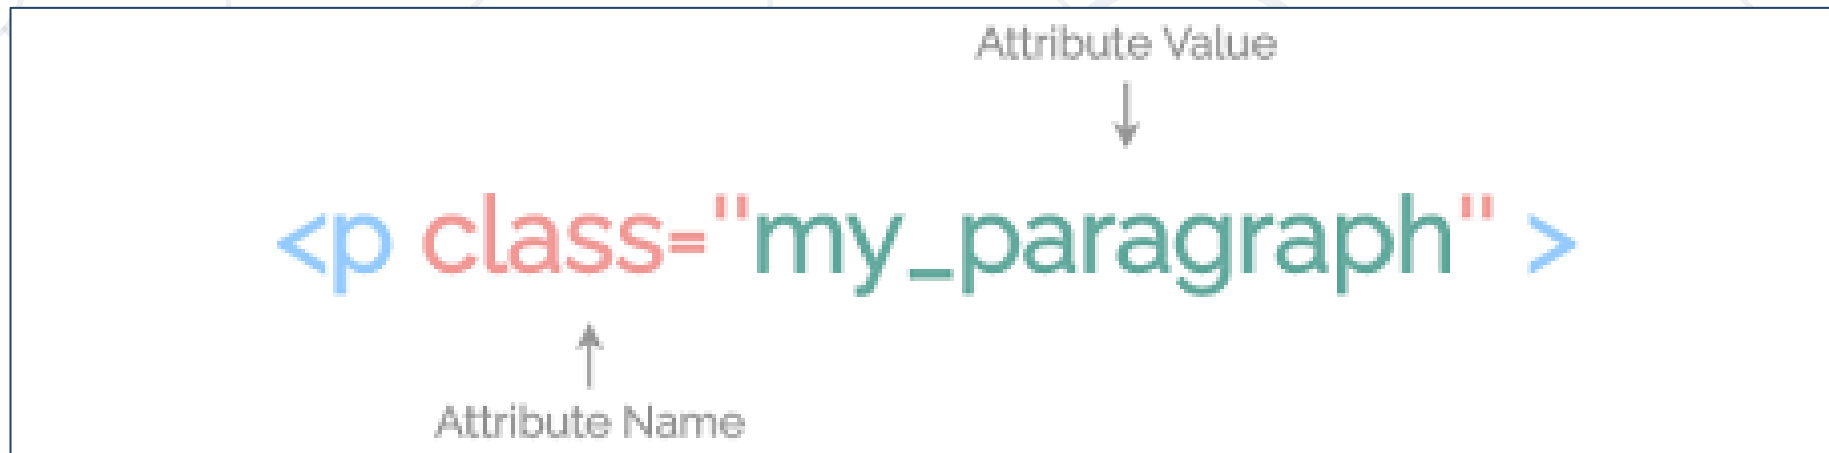 Attribute Value
<p class="my_paragraph" >
Attribute Name